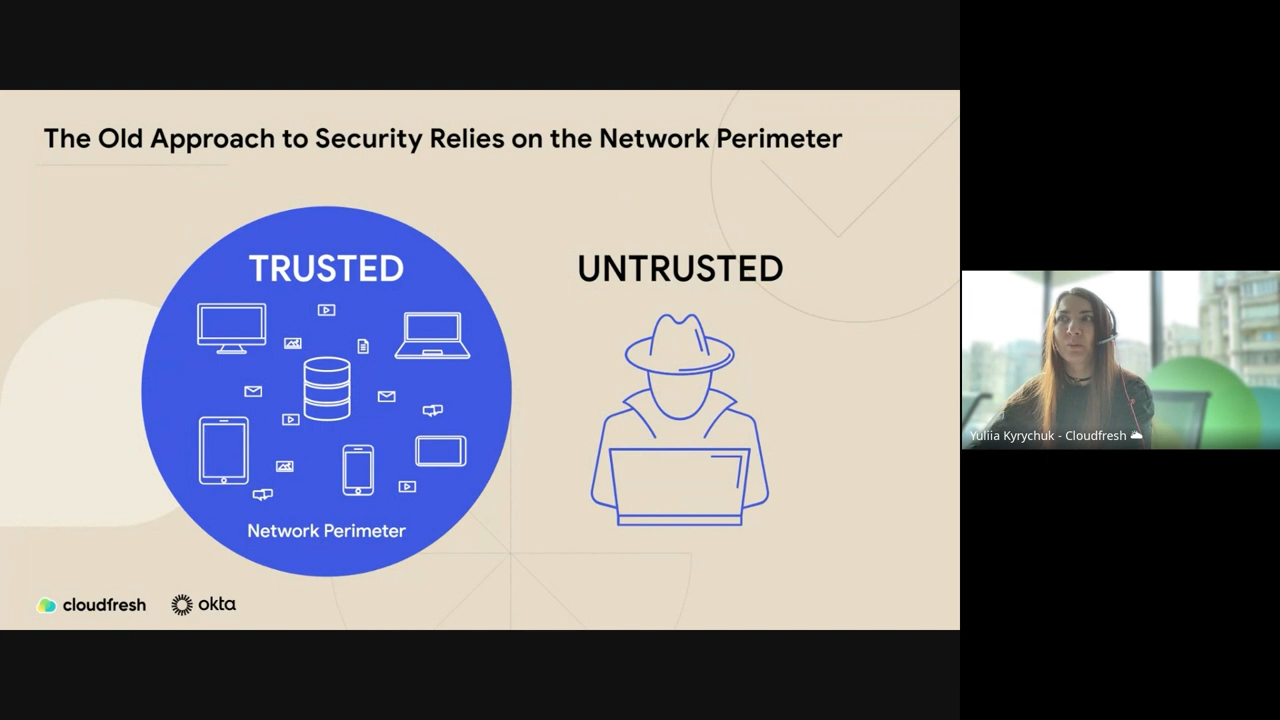 The Old Approach to Security Relies on the Network Perimeter
TRUSTED
UNTRUSTED
Network Perimeter
cloudfresh
okta
Yuliia Kyrychuk - Cloudfresh